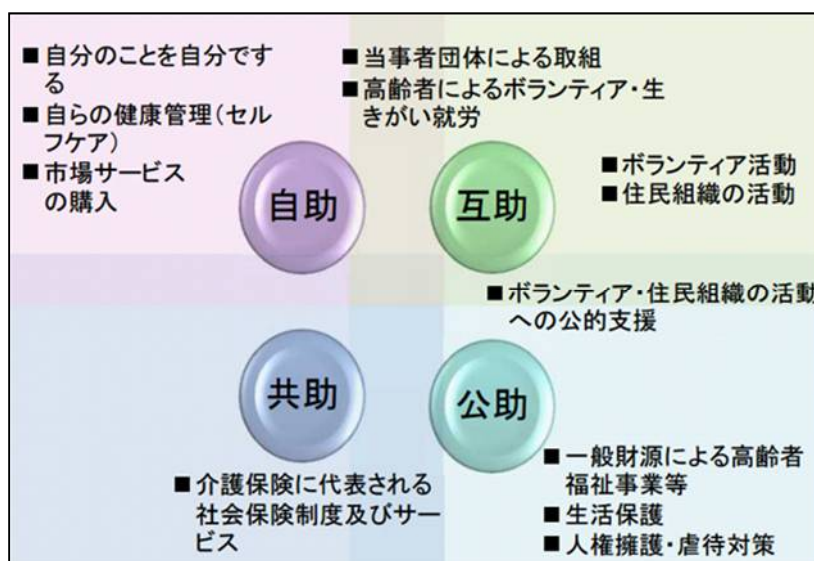 ■ 自分のことを自分です
る
■ 自らの健康管理(セル
フケア)
■ 市場サービス
の購入
■ 当事者団体による取組
■ 高齢者によるボランティア・生
きがい就労
■ ボランティア活動
■ 住民組織の活動
自助
互助
■ ボランティア・住民組織の活動
への公的支援
共助
公助
■ 介護保険に代表される
社会保険制度及びサー
ビス
■ 一般財源による高齢者
福祉事業等
■ 生活保護
■ 人権擁護・虐待対策